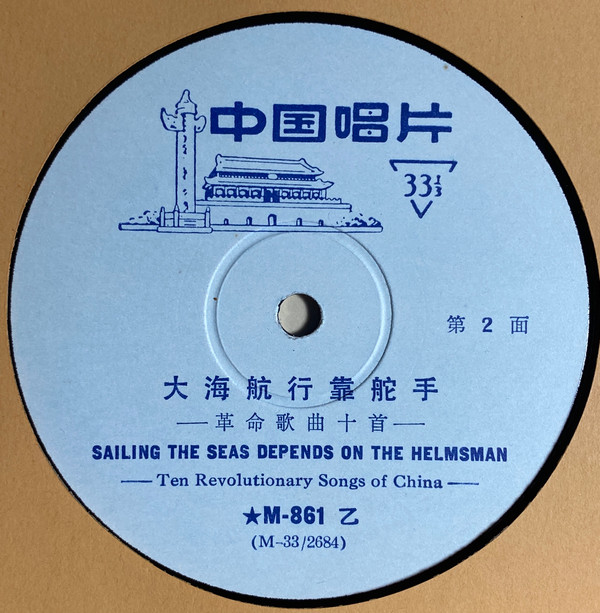 中国唱片
33⅓
第 2 面
大海航行靠舵手
—革命歌曲十首—
SAILING THE SEAS DEPENDS ON THE HELMSMAN
—Ten Revolutionary Songs of China—
★M-861 乙
(M-33/2684)